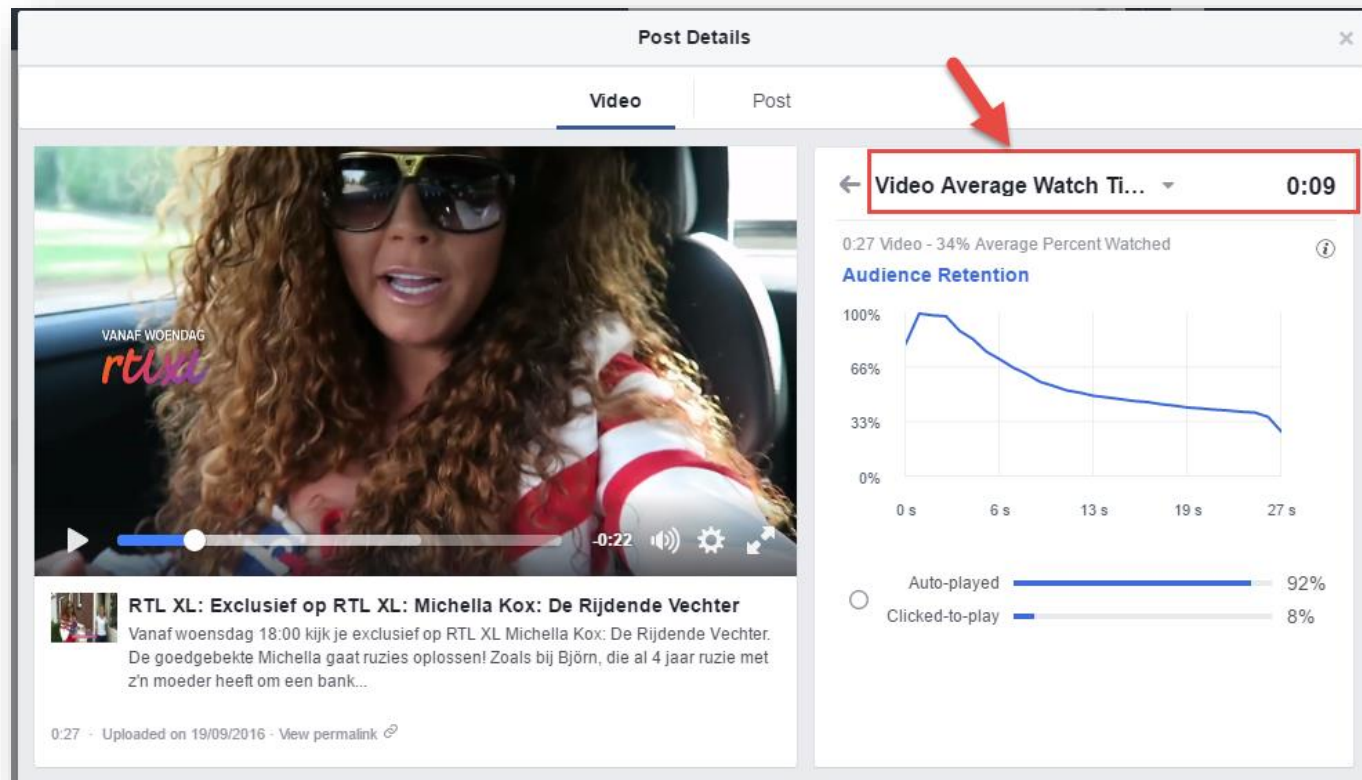 Post Details
Video
Post
VANAF WOENDAG
rtlxl
-0:22
RTL XL: Exclusief op RTL XL: Michella Kox: De Rijdende Vechter
Vanaf woensdag 18:00 kijk je exclusief op RTL XL Michella Kox: De Rijdende Vechter.
De goedgebekte Michella gaat ruzies oplossen! Zoals bij Björn, die al 4 jaar ruzie met
z'n moeder heeft om een bank...
0:27 · Uploaded on 19/09/2016 · View permalink
Video Average Watch Ti... 0:09
0:27 Video - 34% Average Percent Watched
Audience Retention
100%
66%
33%
0%
0 s 6 s 13 s 19 s 27 s
Auto-played 92%
Clicked-to-play 8%